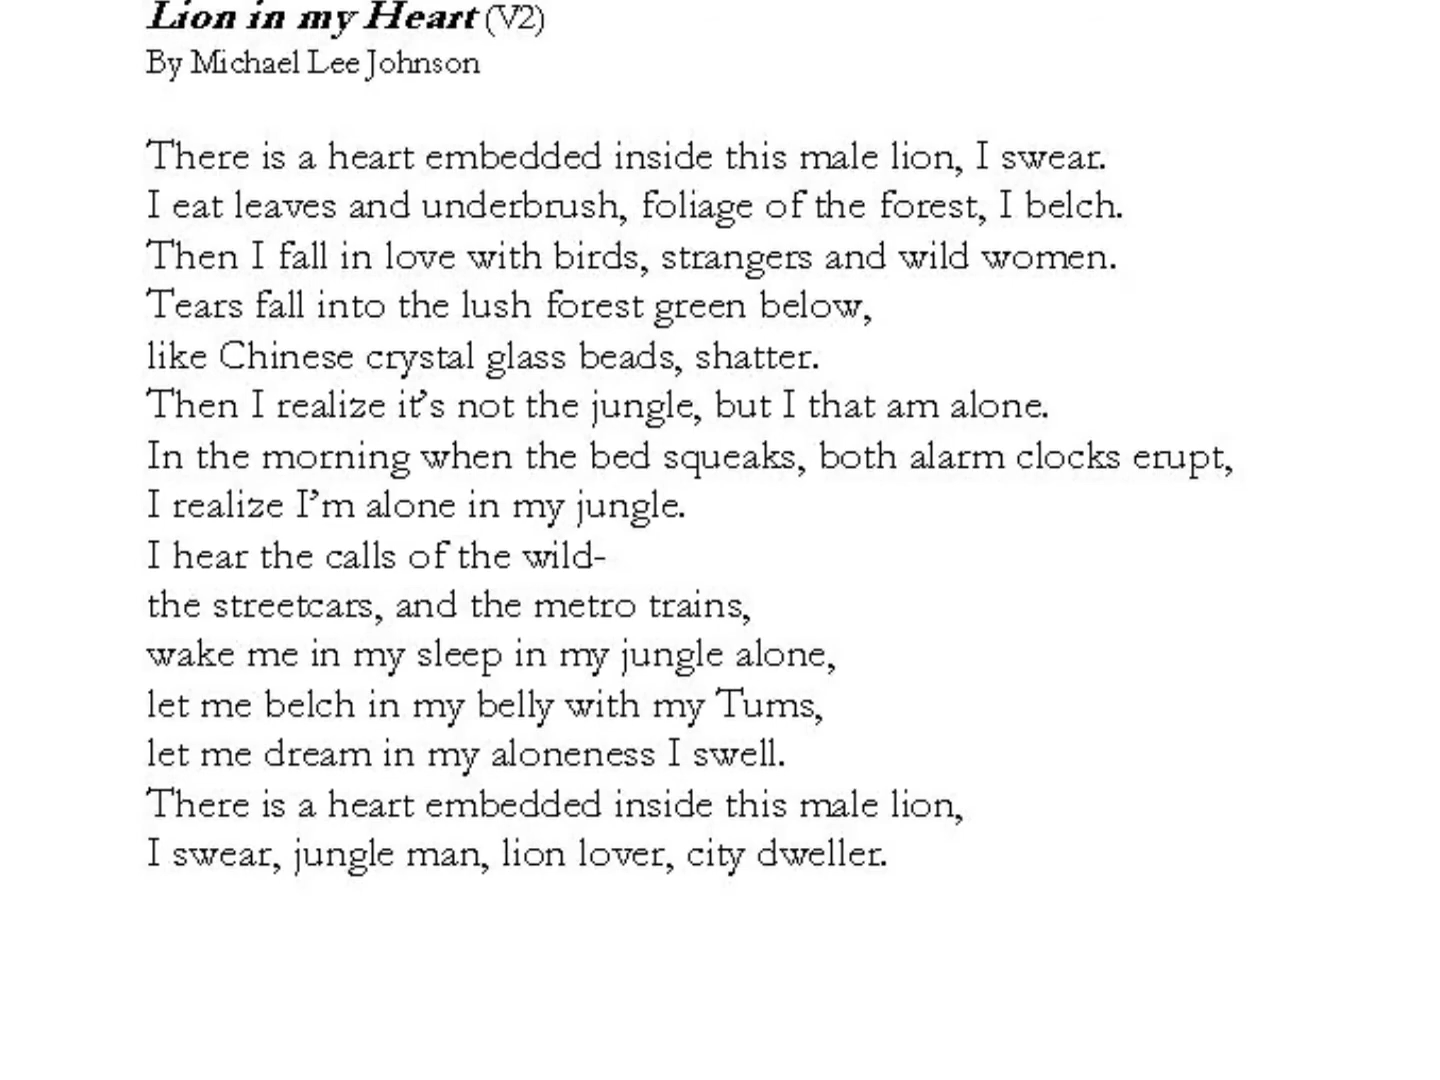 Lion in my Heart (V2)
By Michael Lee Johnson
There is a heart embedded inside this male lion, I swear.
I eat leaves and underbrush, foliage of the forest, I belch.
Then I fall in love with birds, strangers and wild women.
Tears fall into the lush forest green below,
like Chinese crystal glass beads, shatter.
Then I realize it's not the jungle, but I that am alone.
In the morning when the bed squeaks, both alarm clocks erupt,
I realize I'm alone in my jungle.
I hear the calls of the wild-
the streetcars, and the metro trains,
wake me in my sleep in my jungle alone,
let me belch in my belly with my Tums,
let me dream in my aloneness I swell.
There is a heart embedded inside this male lion,
I swear, jungle man, lion lover, city dweller.